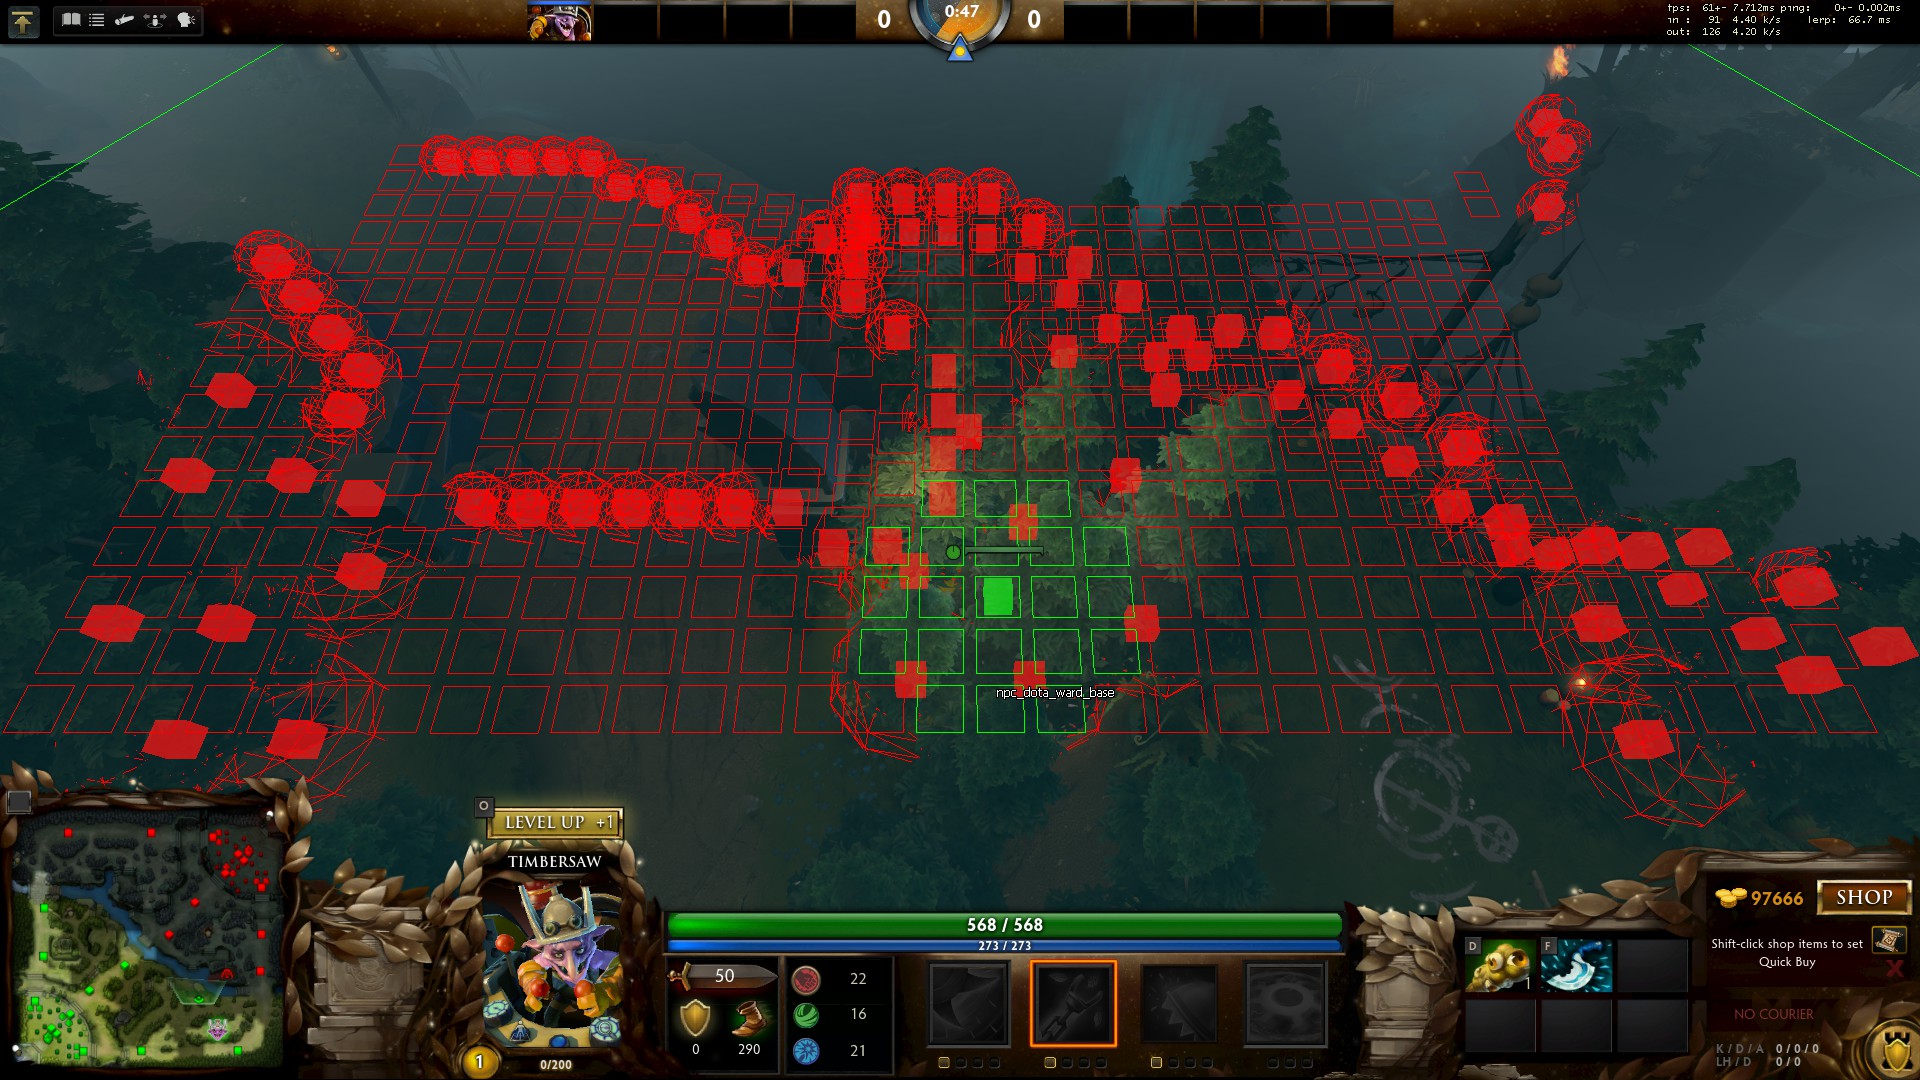 0
0:47
0
fps: 61+- 7.712ms ping: 0+- 0.002ms
in : 91 4.40 k/s lerp: 66.7 ms
out: 126 4.20 k/s
npc_dota_ward_base
O
LEVEL UP +1
TIMBERSAW
1
0/200
568 / 568
273 / 273
50
0
290
22
16
21
D
F
1
97666
SHOP
Shift-click shop items to set
Quick Buy
NO COURIER
K / D / A 0 / 0 / 0
LH / D 0 / 0